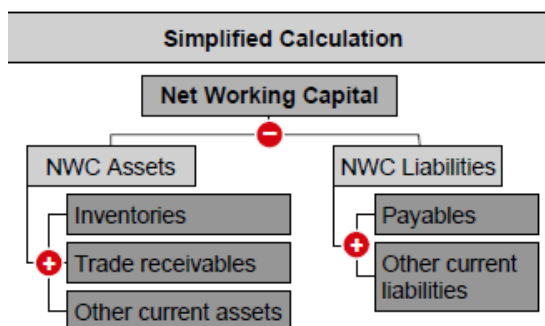 Simplified Calculation
Net Working Capital
NWC Assets
Inventories
Trade receivables
Other current assets
NWC Liabilities
Payables
Other current
liabilities